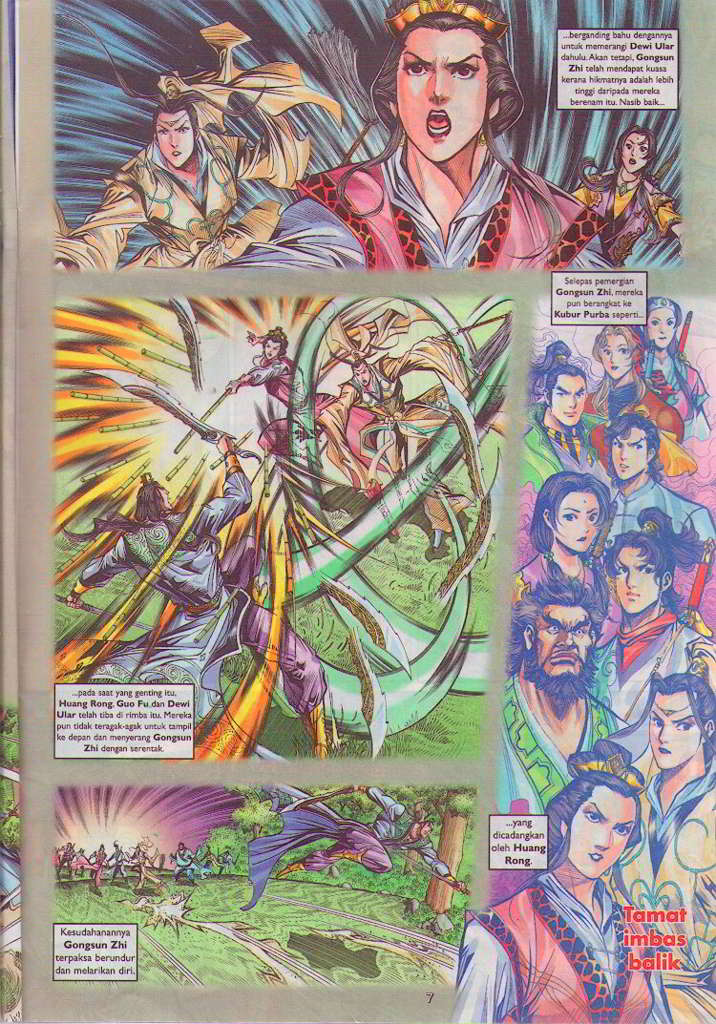 ...berganding bahu dengannya
untuk memerangi Dewi Ular
dahulu. Akan tetapi, Gongsun
Zhi telah mendapat kuasa
kerana hikmatnya adalah lebih
tinggi daripada mereka
berenam itu. Nasib baik...
...pada saat yang genting itu,
Huang Rong, Guo Fu dan Dewi
Ular telah tiba di rimba itu. Mereka
pun tidak teragak-agak untuk tampil
ke depan dan menyerang Gongsun
Zhi dengan serentak.
Kesudahannya
Gongsun Zhi
terpaksa berundur
dan melarikan diri.
Selepas pemergian
Gongsun Zhi, mereka
pun berangkat ke
Kubur Purba seperti...
...yang
dicadangkan
oleh Huang
Rong.
Tamat
imbas
balik
7